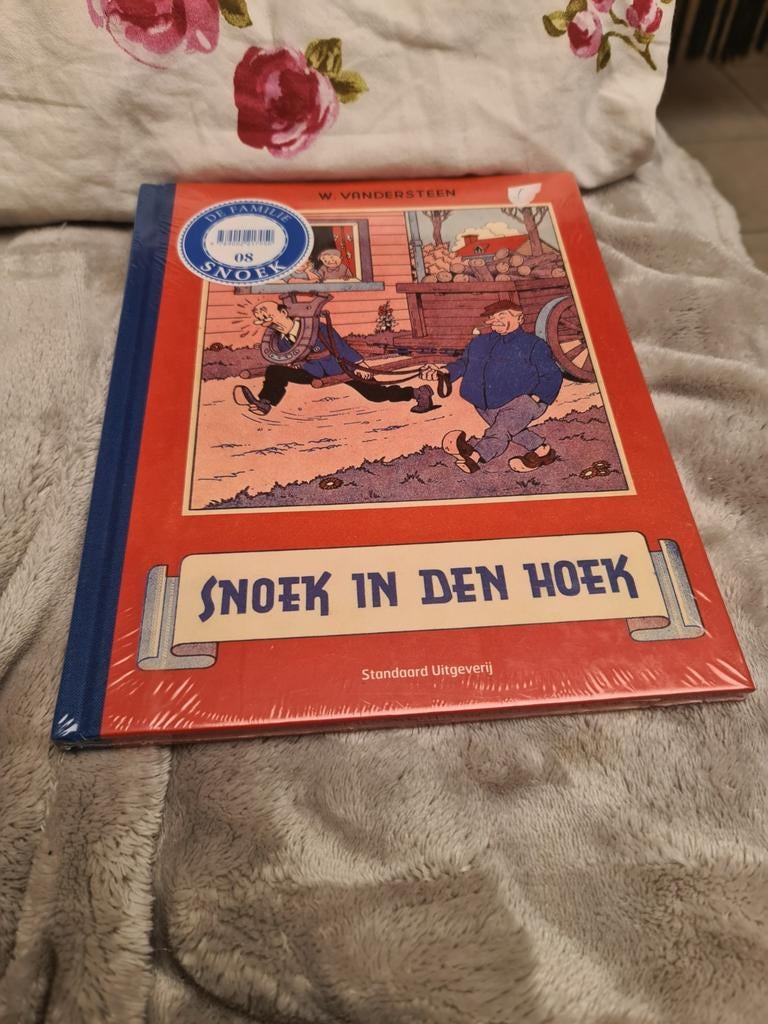 W. VANDERSTEEN
DE FAMILIE
08
SNOEK
SNOEK IN DEN HOEK
Standaard Uitgeverij